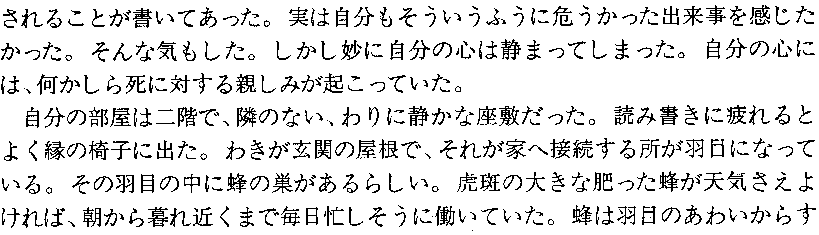 されることが書いてあった。実は自分もそういうふうに危うかった出来事を感じた
かった。そんな気もした。しかし妙に自分の心は静まってしまった。自分の心に
は、何かしら死に対する親しみが起こっていた。
自分の部屋は二階で、隣のない、わりに静かな座敷だった。読み書きに疲れると
よく縁の椅子に出た。わきが玄関の屋根で、それが家へ接続する所が羽目になって
いる。その羽目の中に蜂の巣があるらしい。虎斑の大きな肥った蜂が天気さえよ
ければ、朝から暮れ近くまで毎日忙しそうに働いていた。蜂は羽目のあわいからす